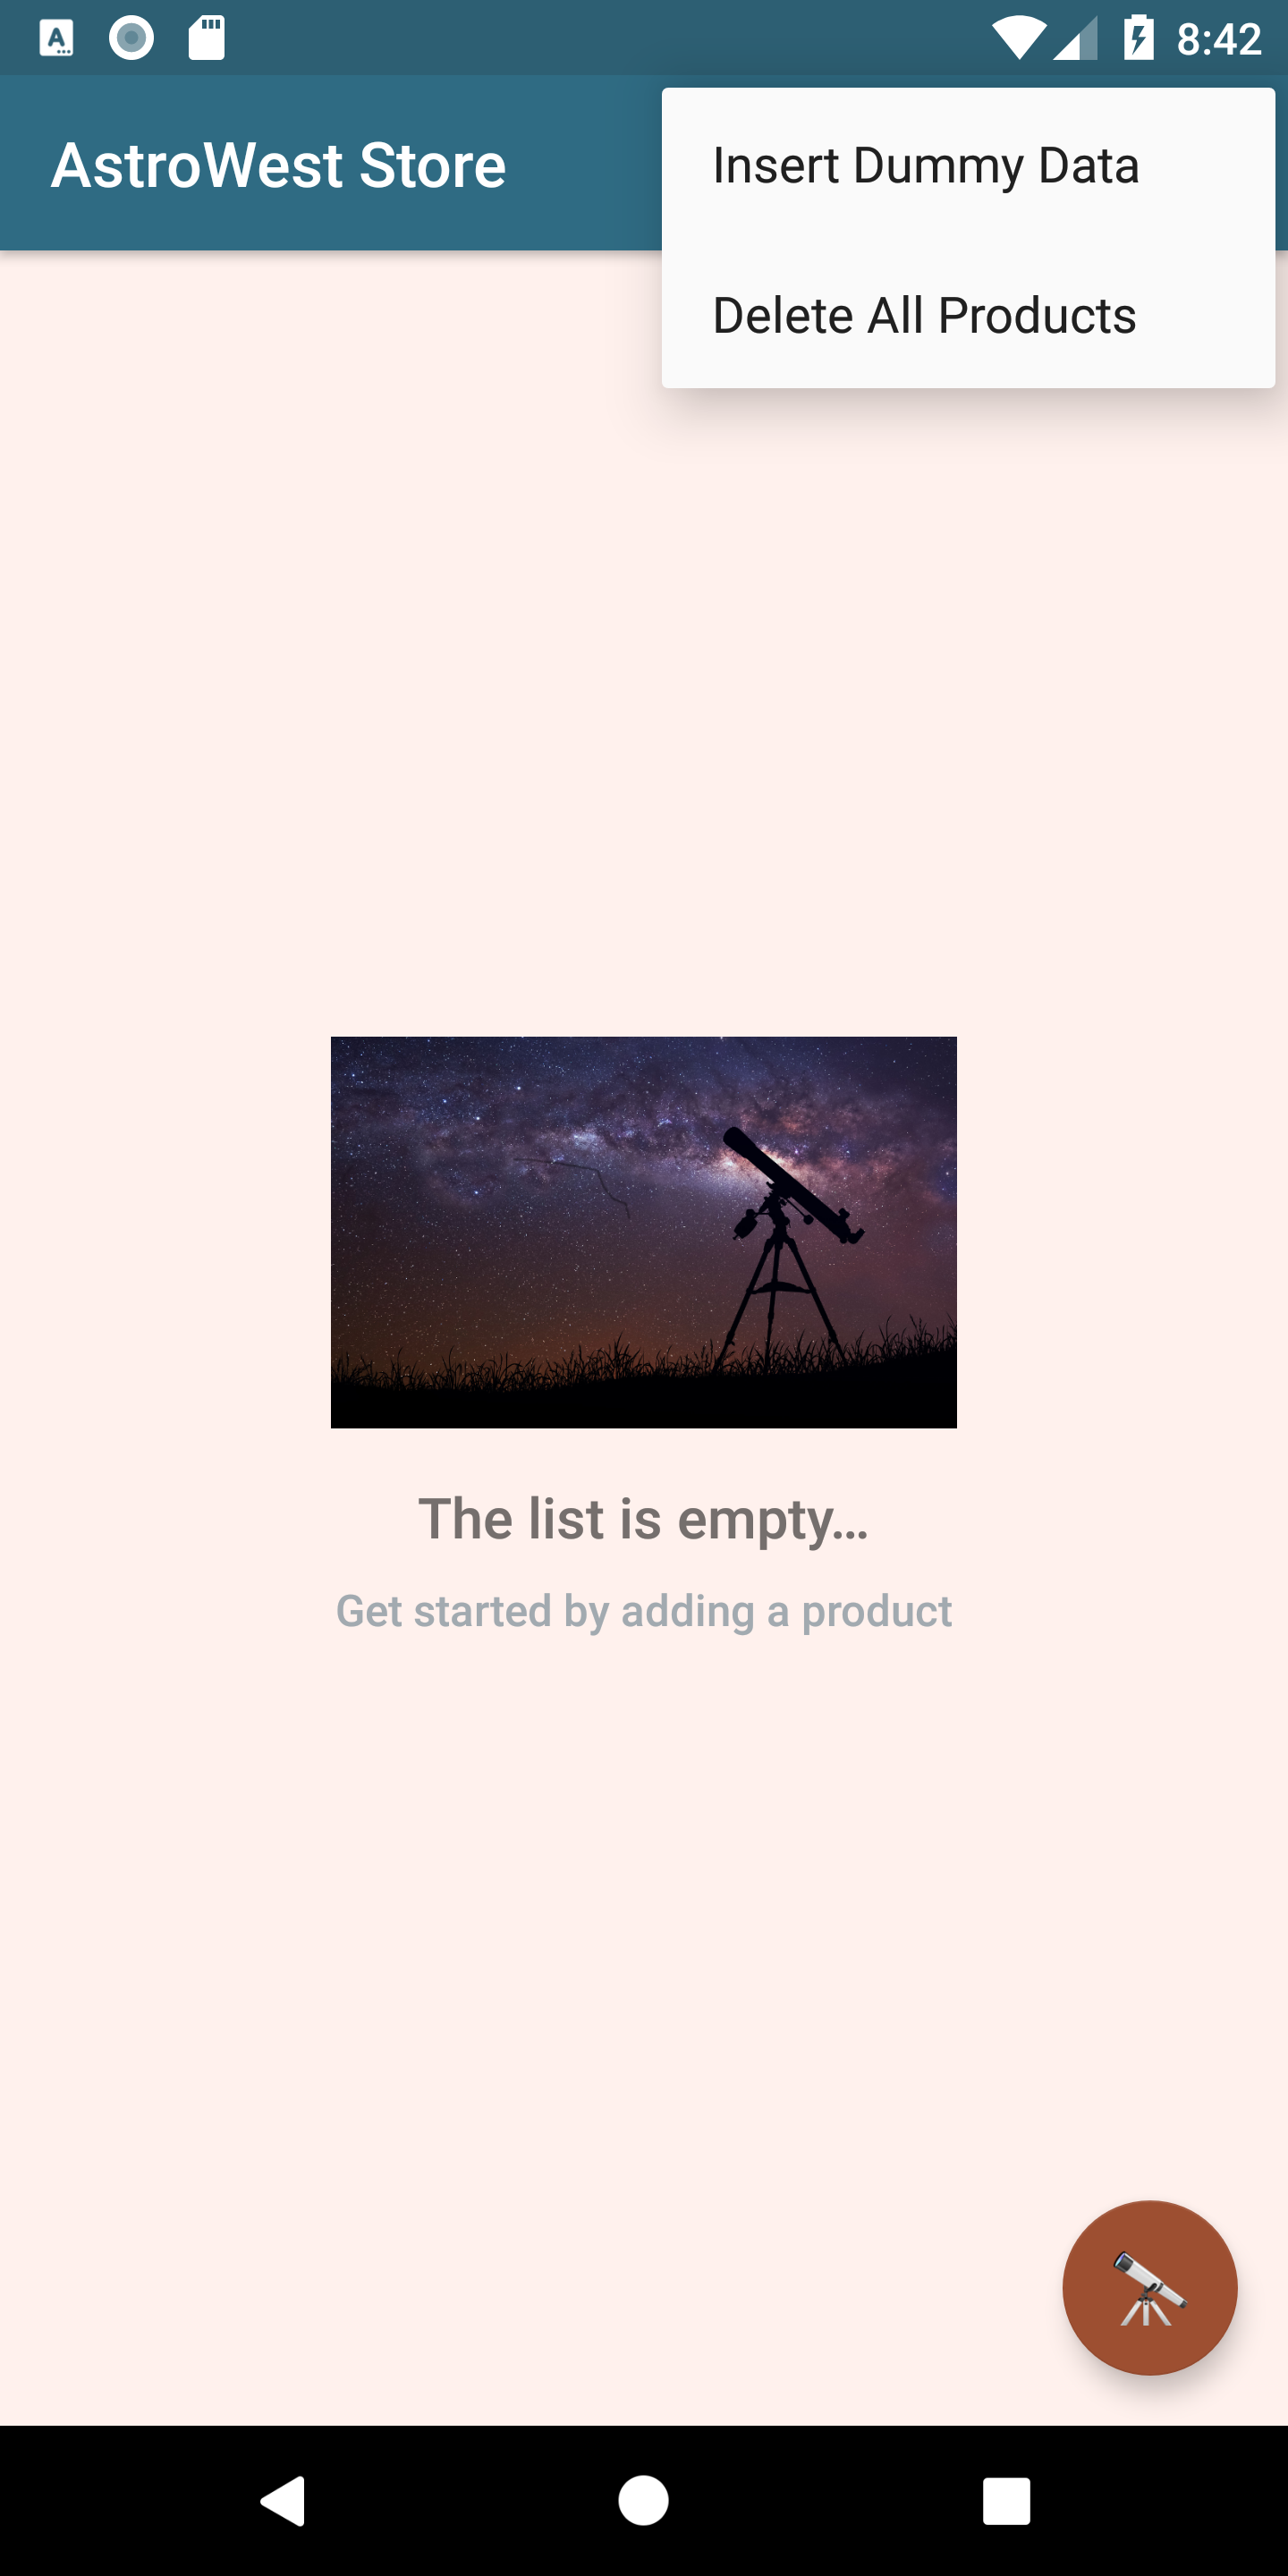 8:42
AstroWest Store
Insert Dummy Data
Delete All Products
The list is empty...
Get started by adding a product